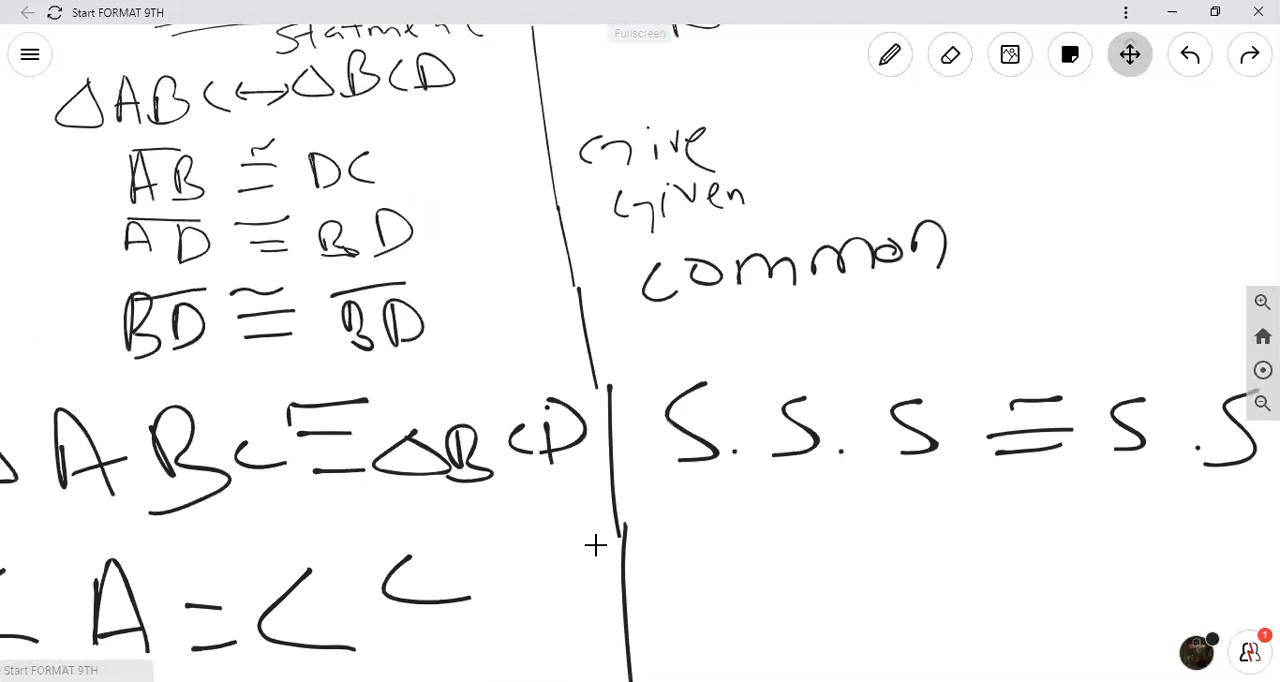 Start FORMAT 9TH
Fullscreen
Statment
△ABC ↔ △BCD
AB ≅ DC Give
AD ≅ BD Given
BD ≅ BD common
ABC ≅ △BCD S.S.S ≅ S.S
A = < C
Start FORMAT 9TH
1